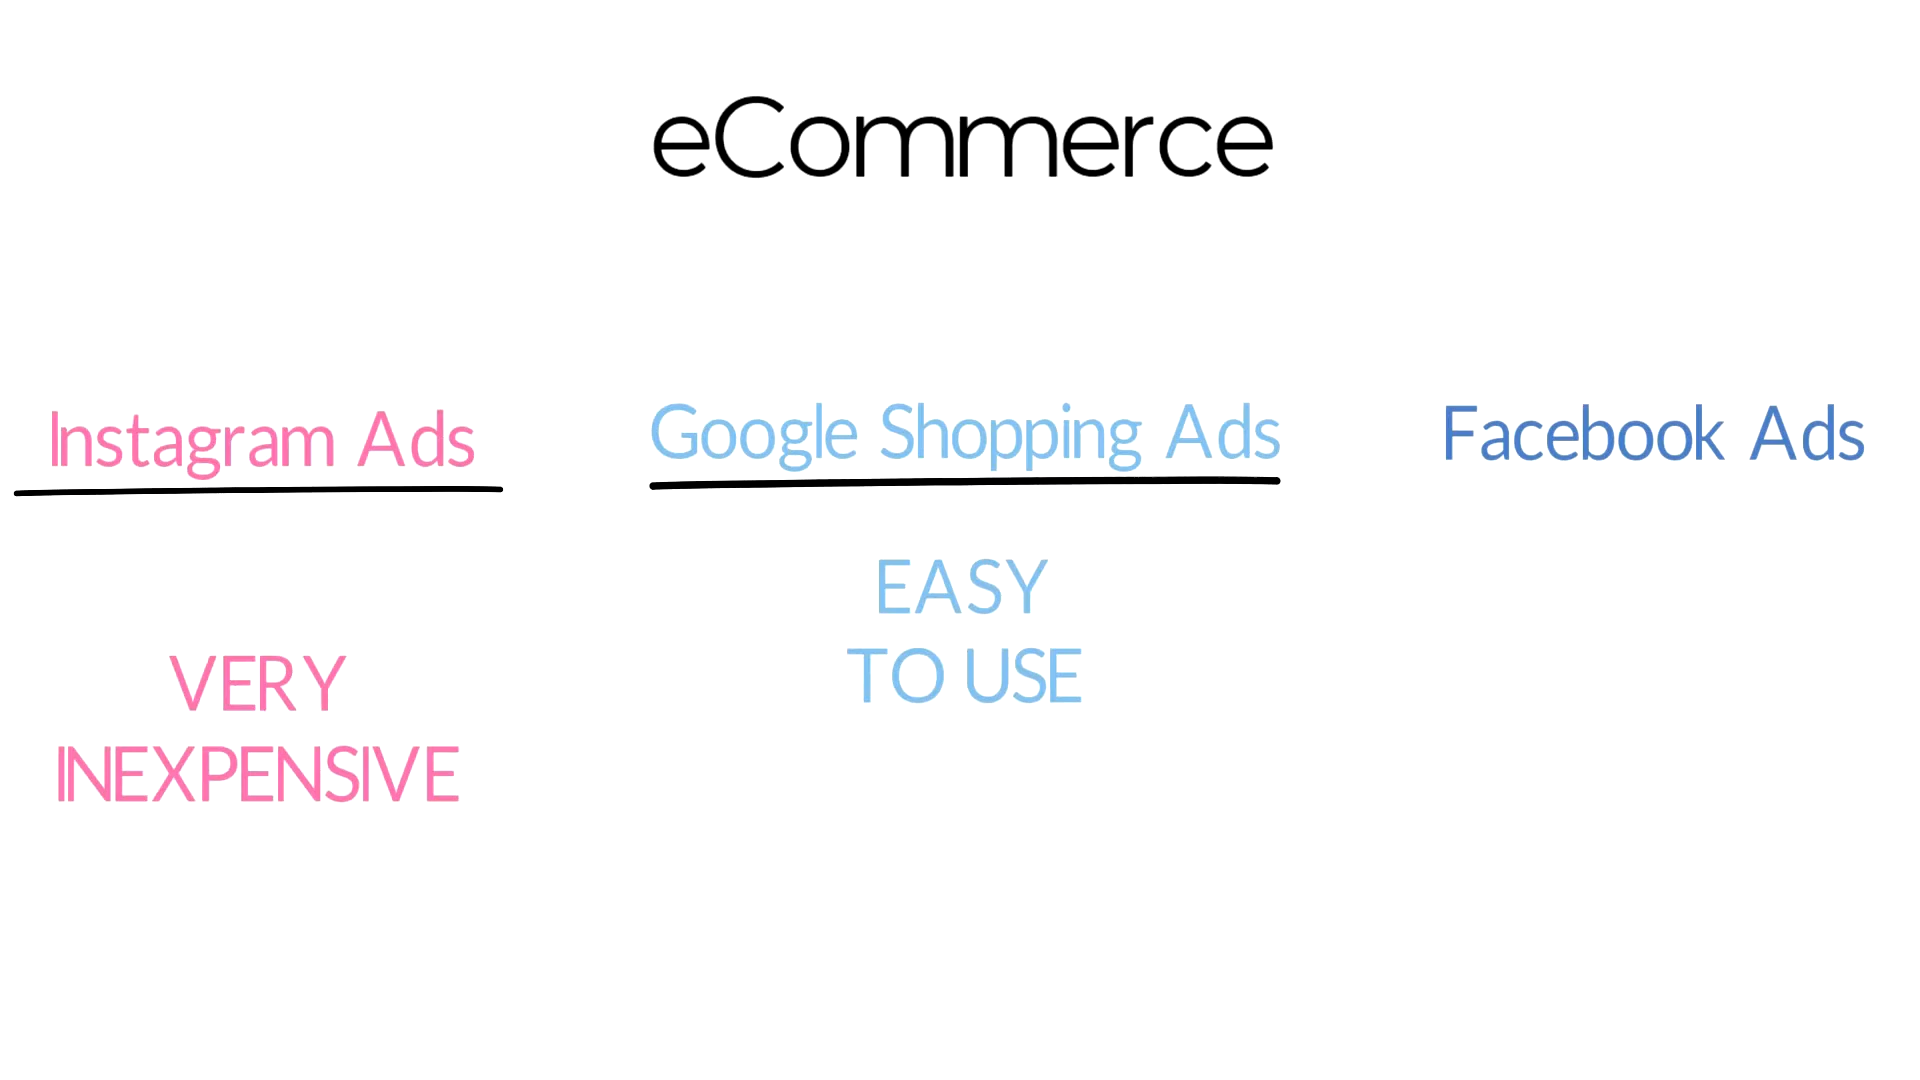 eCommerce
Instagram Ads
Google Shopping Ads
Facebook Ads
EASY
TO USE
VERY
INEXPENSIVE